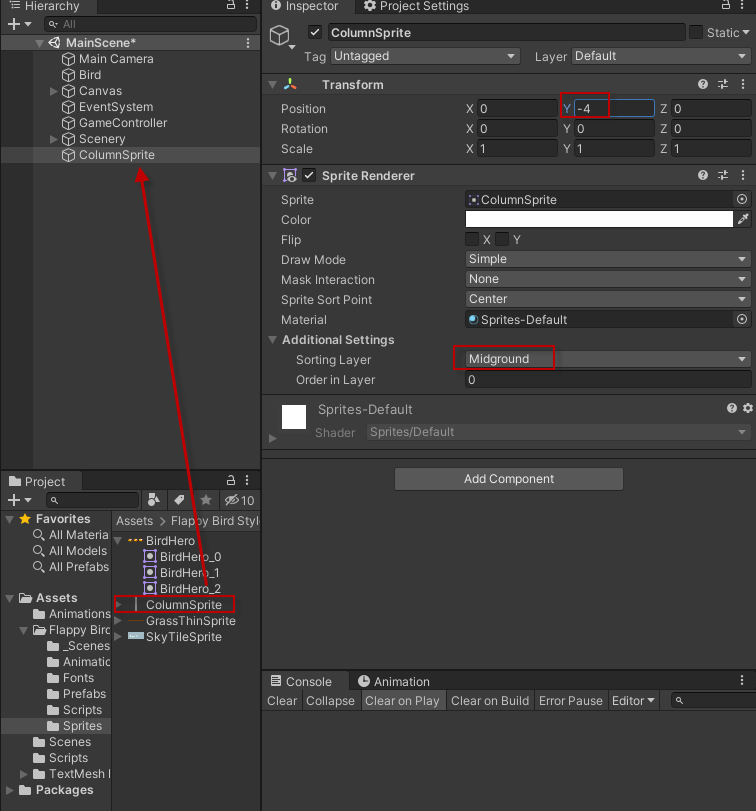 Hierarchy
All
MainScene*
Main Camera
Bird
Canvas
EventSystem
GameController
Scenery
ColumnSprite
Inspector
Project Settings
ColumnSprite
Static
Tag Untagged Layer Default
Transform
Position X 0 Y -4 Z 0
Rotation X 0 Y 0 Z 0
Scale X 1 Y 1 Z 1
Sprite Renderer
Sprite ColumnSprite
Color
Flip X Y
Draw Mode Simple
Mask Interaction None
Sprite Sort Point Center
Material Sprites-Default
Additional Settings
Sorting Layer Midground
Order in Layer 0
Sprites-Default
Shader Sprites/Default
Add Component
Project
10
Favorites
All Materia
All Models
All Prefabs
Assets
Animations
Flappy Bird
_Scenes
Animatic
Fonts
Prefabs
Scripts
Sprites
Scenes
Scripts
TextMesh I
Packages
Assets > Flappy Bird Styl
BirdHero
BirdHero_0
BirdHero_1
BirdHero_2
ColumnSprite
GrassThinSprite
SkyTileSprite
Console
Animation
Clear Collapse Clear on Play Clear on Build Error Pause Editor